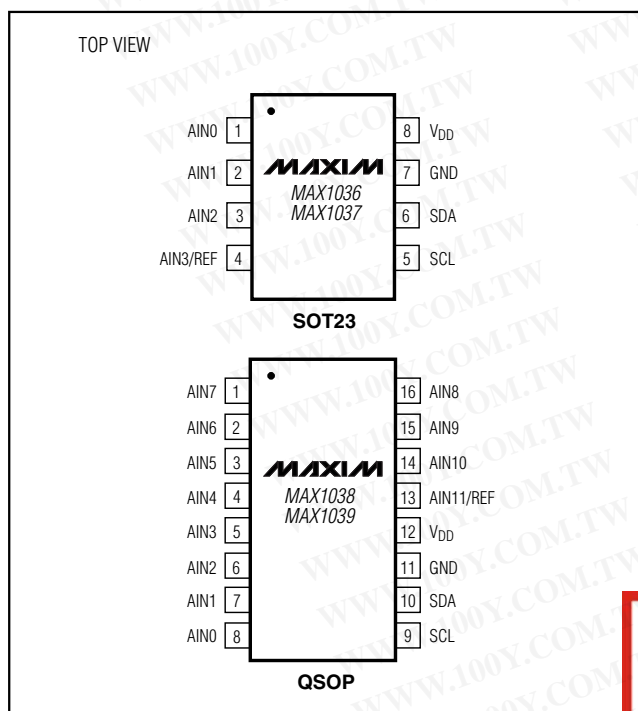 TOP VIEW
AIN0 1
8 VDD
AIN1 2
7 GND
AIN2 3
6 SDA
AIN3/REF 4
5 SCL
MAXIM
MAX1036
MAX1037
SOT23
AIN7 1
16 AIN8
AIN6 2
15 AIN9
AIN5 3
14 AIN10
AIN4 4
13 AIN11/REF
AIN3 5
12 VDD
AIN2 6
11 GND
AIN1 7
10 SDA
AIN0 8
9 SCL
MAXIM
MAX1038
MAX1039
QSOP
WWW.100Y.COM.TW